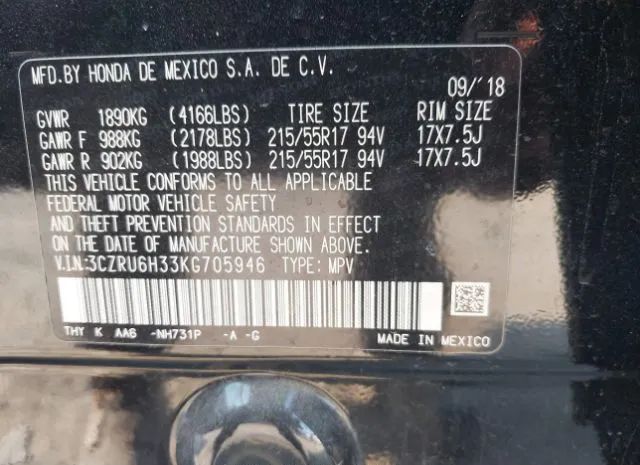 MFD.BY HONDA DE MEXICO S.A. DE C.V.
09/'18
GVWR 1890KG (4166LBS) TIRE SIZE RIM SIZE
GAWR F 988KG (2178LBS) 215/55R17 94V 17X7.5J
GAWR R 902KG (1988LBS) 215/55R17 94V 17X7.5J
THIS VEHICLE CONFORMS TO ALL APPLICABLE
FEDERAL MOTOR VEHICLE SAFETY
AND THEFT PREVENTION STANDARDS IN EFFECT
ON THE DATE OF MANUFACTURE SHOWN ABOVE.
V.I.N:3CZRU6H33KG705946 TYPE: MPV
THY K AA6 -NH731P -A -G MADE IN MEXICO